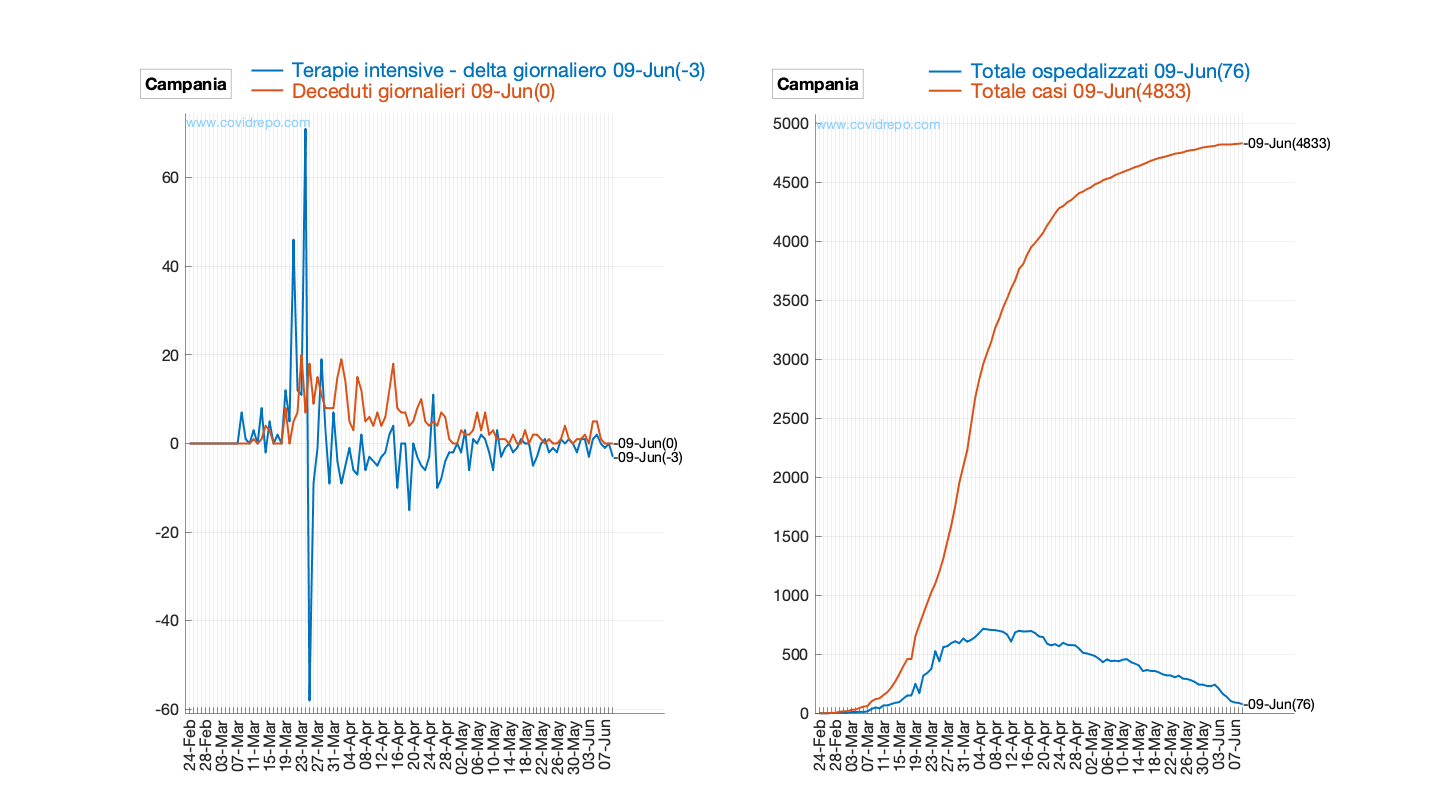 Campania
Terapie intensive - delta giornaliero 09-Jun(-3)
Deceduti giornalieri 09-Jun(0)
www.covidrepo.com
60
40
20
0
-20
-40
-60
-09-Jun(0)
-09-Jun(-3)
24-Feb
28-Feb
03-Mar
07-Mar
11-Mar
15-Mar
19-Mar
23-Mar
27-Mar
31-Mar
04-Apr
08-Apr
12-Apr
16-Apr
20-Apr
24-Apr
28-Apr
02-May
06-May
10-May
14-May
18-May
22-May
26-May
30-May
03-Jun
07-Jun
Campania
Totale ospedalizzati 09-Jun(76)
Totale casi 09-Jun(4833)
www.covidrepo.com
5000
4500
4000
3500
3000
2500
2000
1500
1000
500
0
-09-Jun(4833)
-09-Jun(76)
24-Feb
28-Feb
03-Mar
07-Mar
11-Mar
15-Mar
19-Mar
23-Mar
27-Mar
31-Mar
04-Apr
08-Apr
12-Apr
16-Apr
20-Apr
24-Apr
28-Apr
02-May
06-May
10-May
14-May
18-May
22-May
26-May
30-May
03-Jun
07-Jun